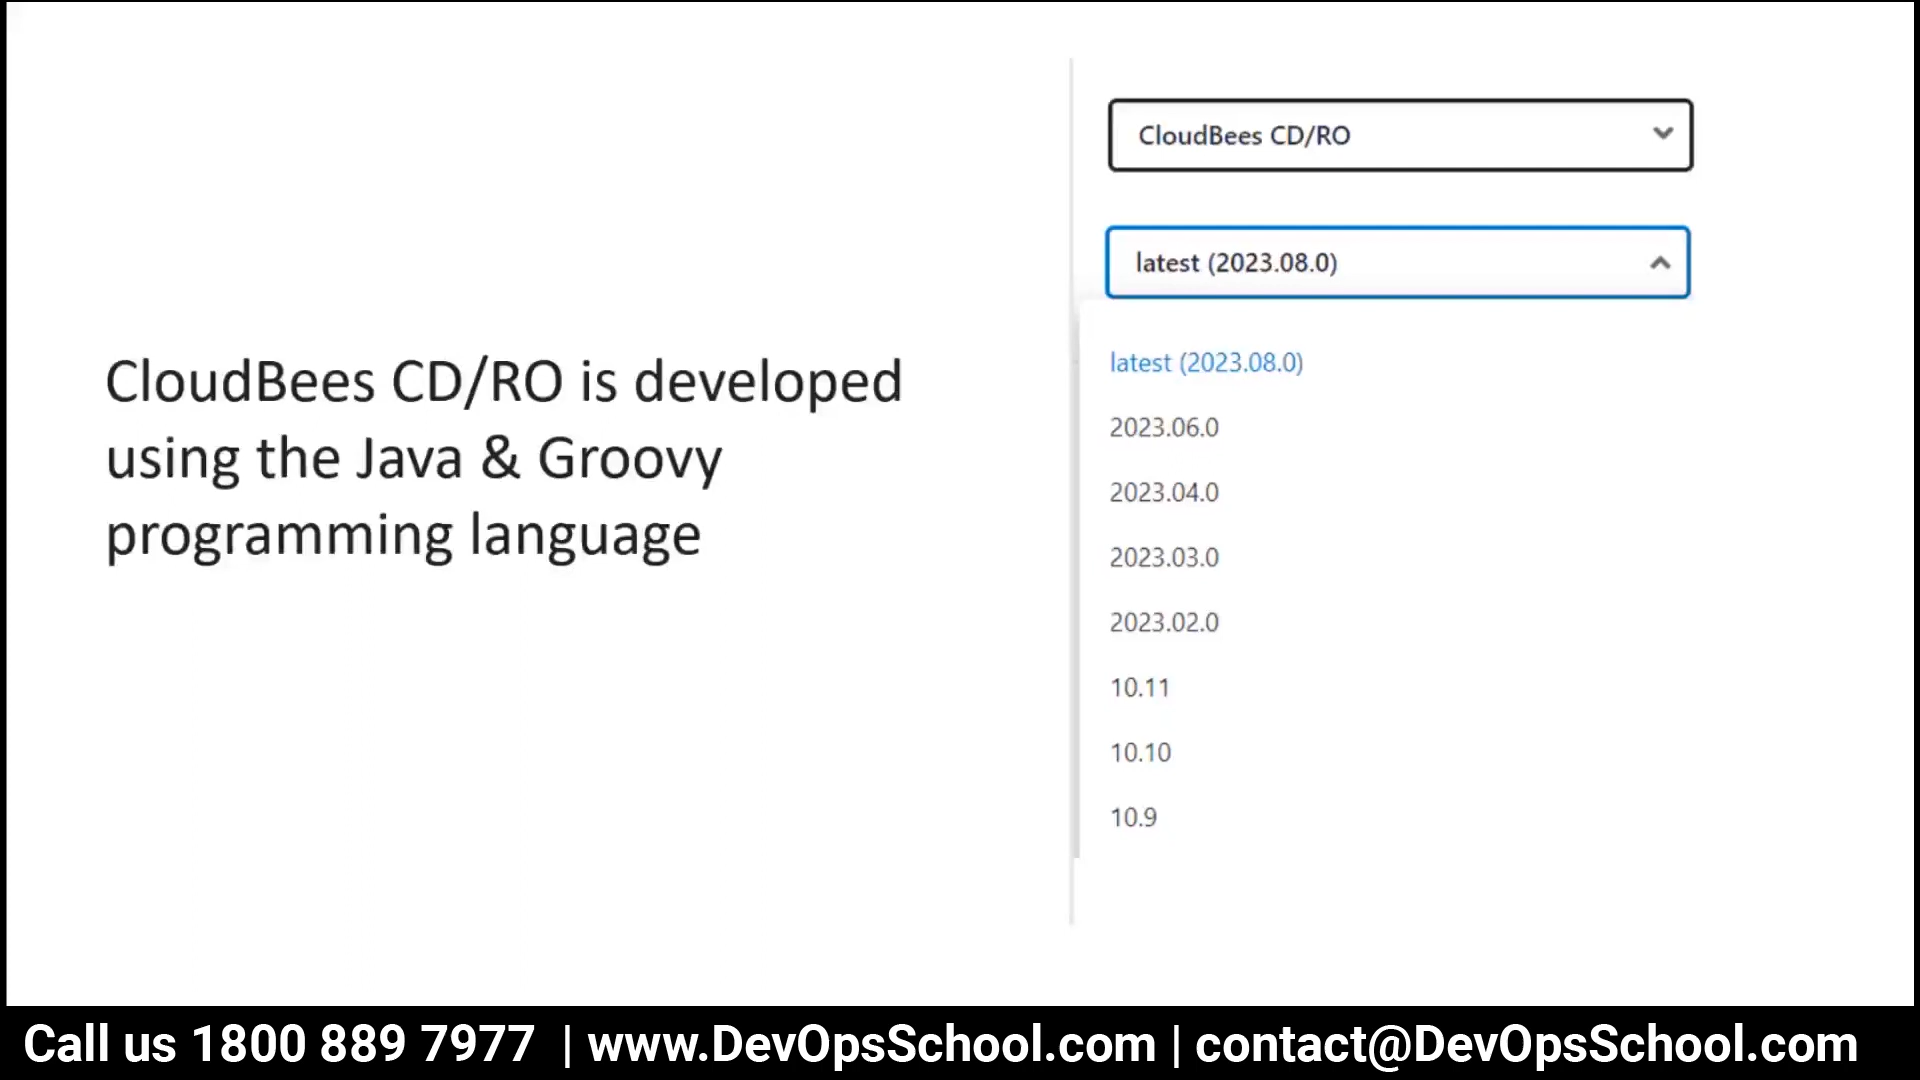 CloudBees CD/RO is developed
using the Java & Groovy
programming language
CloudBees CD/RO
latest (2023.08.0)
latest (2023.08.0)
2023.06.0
2023.04.0
2023.03.0
2023.02.0
10.11
10.10
10.9
Call us 1800 889 7977 | www.DevOpsSchool.com | contact@DevOpsSchool.com